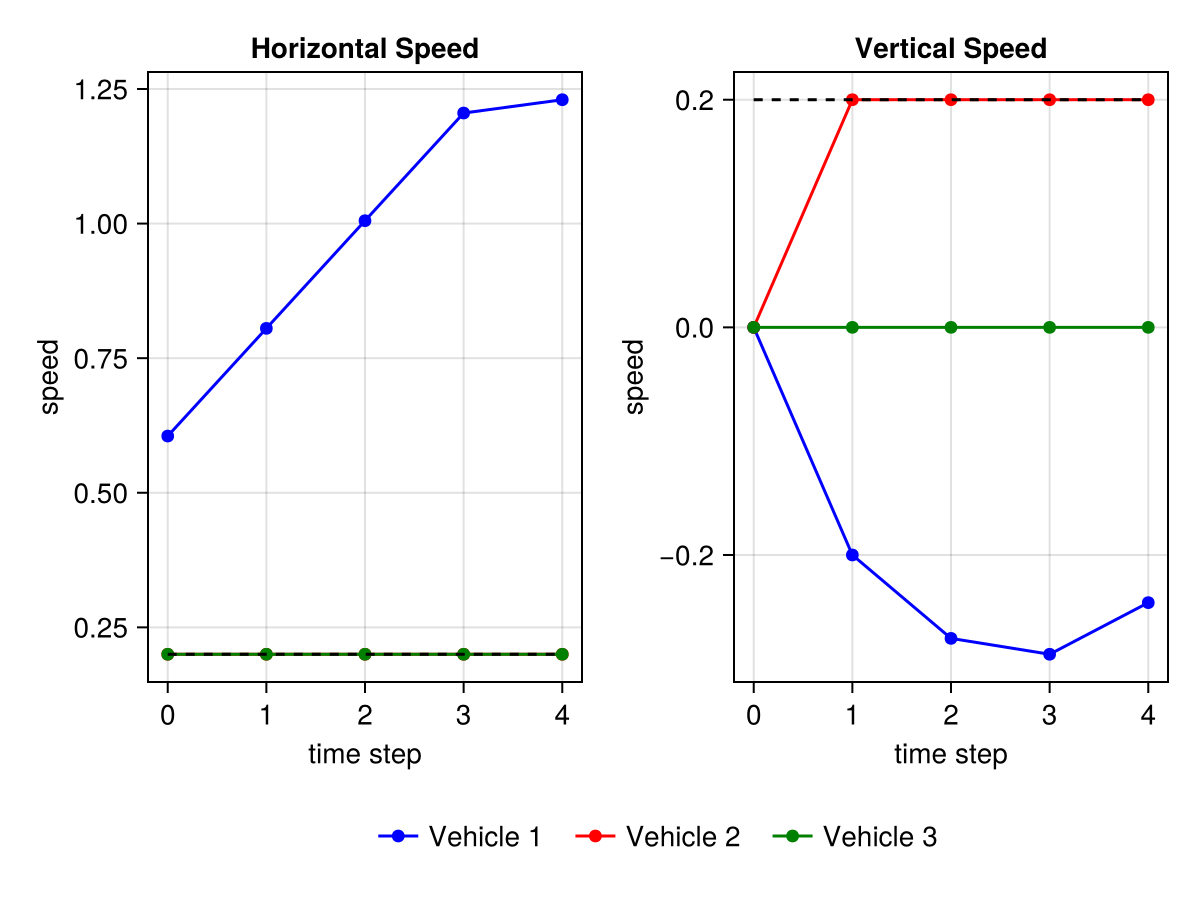 Horizontal Speed
1.25
1.00
0.75
0.50
0.25
speed
0 1 2 3 4
time step
Vertical Speed
0.2
0.0
−0.2
speed
0 1 2 3 4
time step
Vehicle 1 Vehicle 2 Vehicle 3